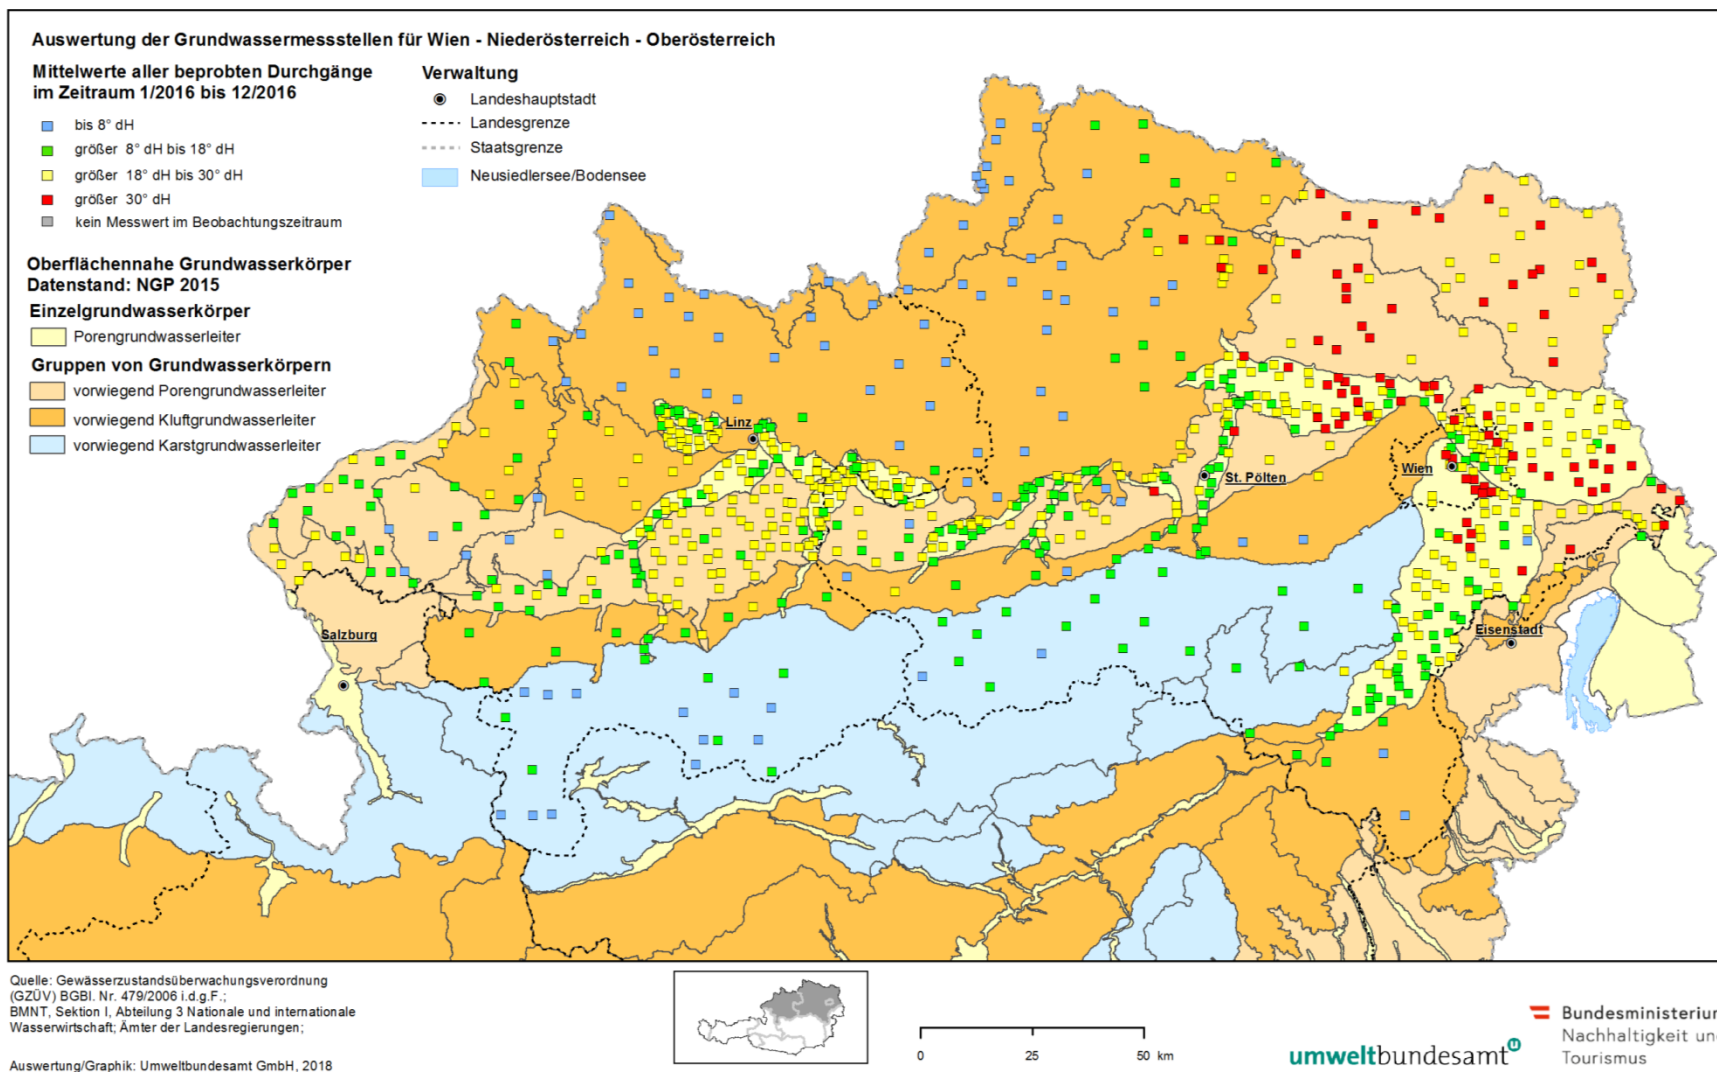 Auswertung der Grundwassermessstellen für Wien - Niederösterreich - Oberösterreich
Mittelwerte aller beprobten Durchgänge
im Zeitraum 1/2016 bis 12/2016
bis 8° dH
größer 8° dH bis 18° dH
größer 18° dH bis 30° dH
größer 30° dH
kein Messwert im Beobachtungszeitraum
Verwaltung
Landeshauptstadt
Landesgrenze
Staatsgrenze
Neusiedlersee/Bodensee
Oberflächennahe Grundwasserkörper
Datenstand: NGP 2015
Einzelgrundwasserkörper
Porengrundwasserleiter
Gruppen von Grundwasserkörpern
vorwiegend Porengrundwasserleiter
vorwiegend Kluftgrundwasserleiter
vorwiegend Karstgrundwasserleiter
Linz
St. Pölten
Wien
Salzburg
Eisenstadt
Quelle: Gewässerzustandsüberwachungsverordnung
(GZÜV) BGBl. Nr. 479/2006 i.d.g.F.;
BMNT, Sektion I, Abteilung 3 Nationale und internationale
Wasserwirtschaft; Ämter der Landesregierungen;
Auswertung/Graphik: Umweltbundesamt GmbH, 2018
0 25 50 km
umweltbundesamt u
Bundesministerium
Nachhaltigkeit und
Tourismus